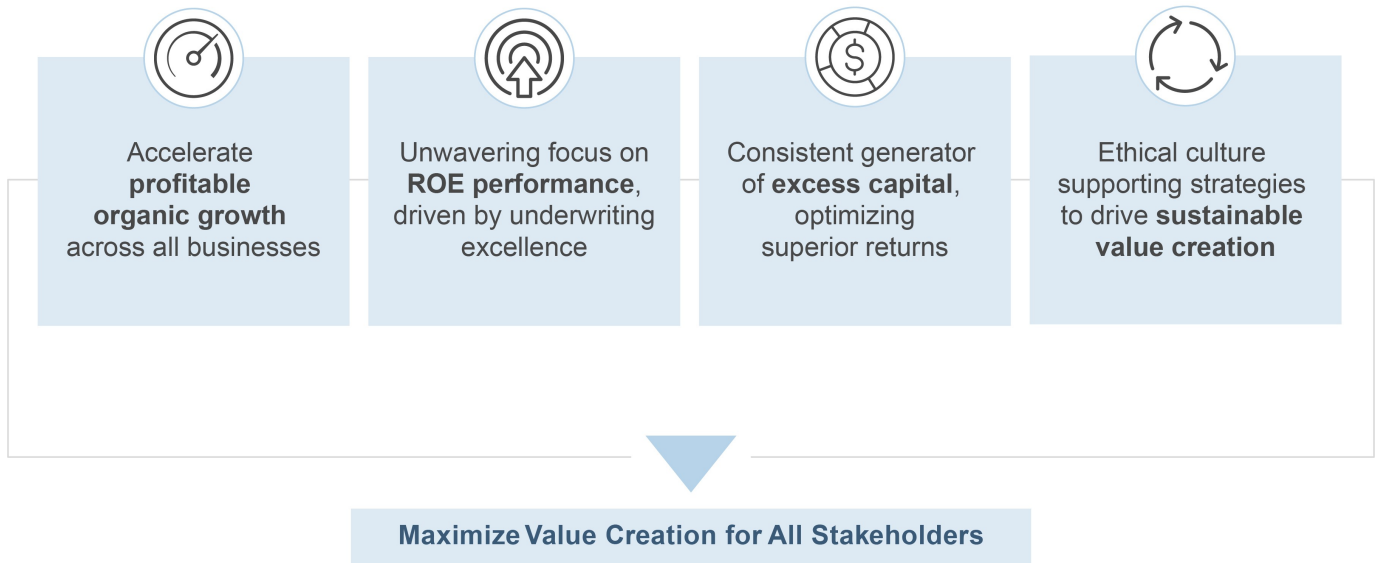 Accelerate
profitable
organic growth
across all businesses
Unwavering focus on
ROE performance,
driven by underwriting
excellence
$
Consistent generator
of excess capital,
optimizing
superior returns
Ethical culture
supporting strategies
to drive sustainable
value creation
Maximize Value Creation for All Stakeholders